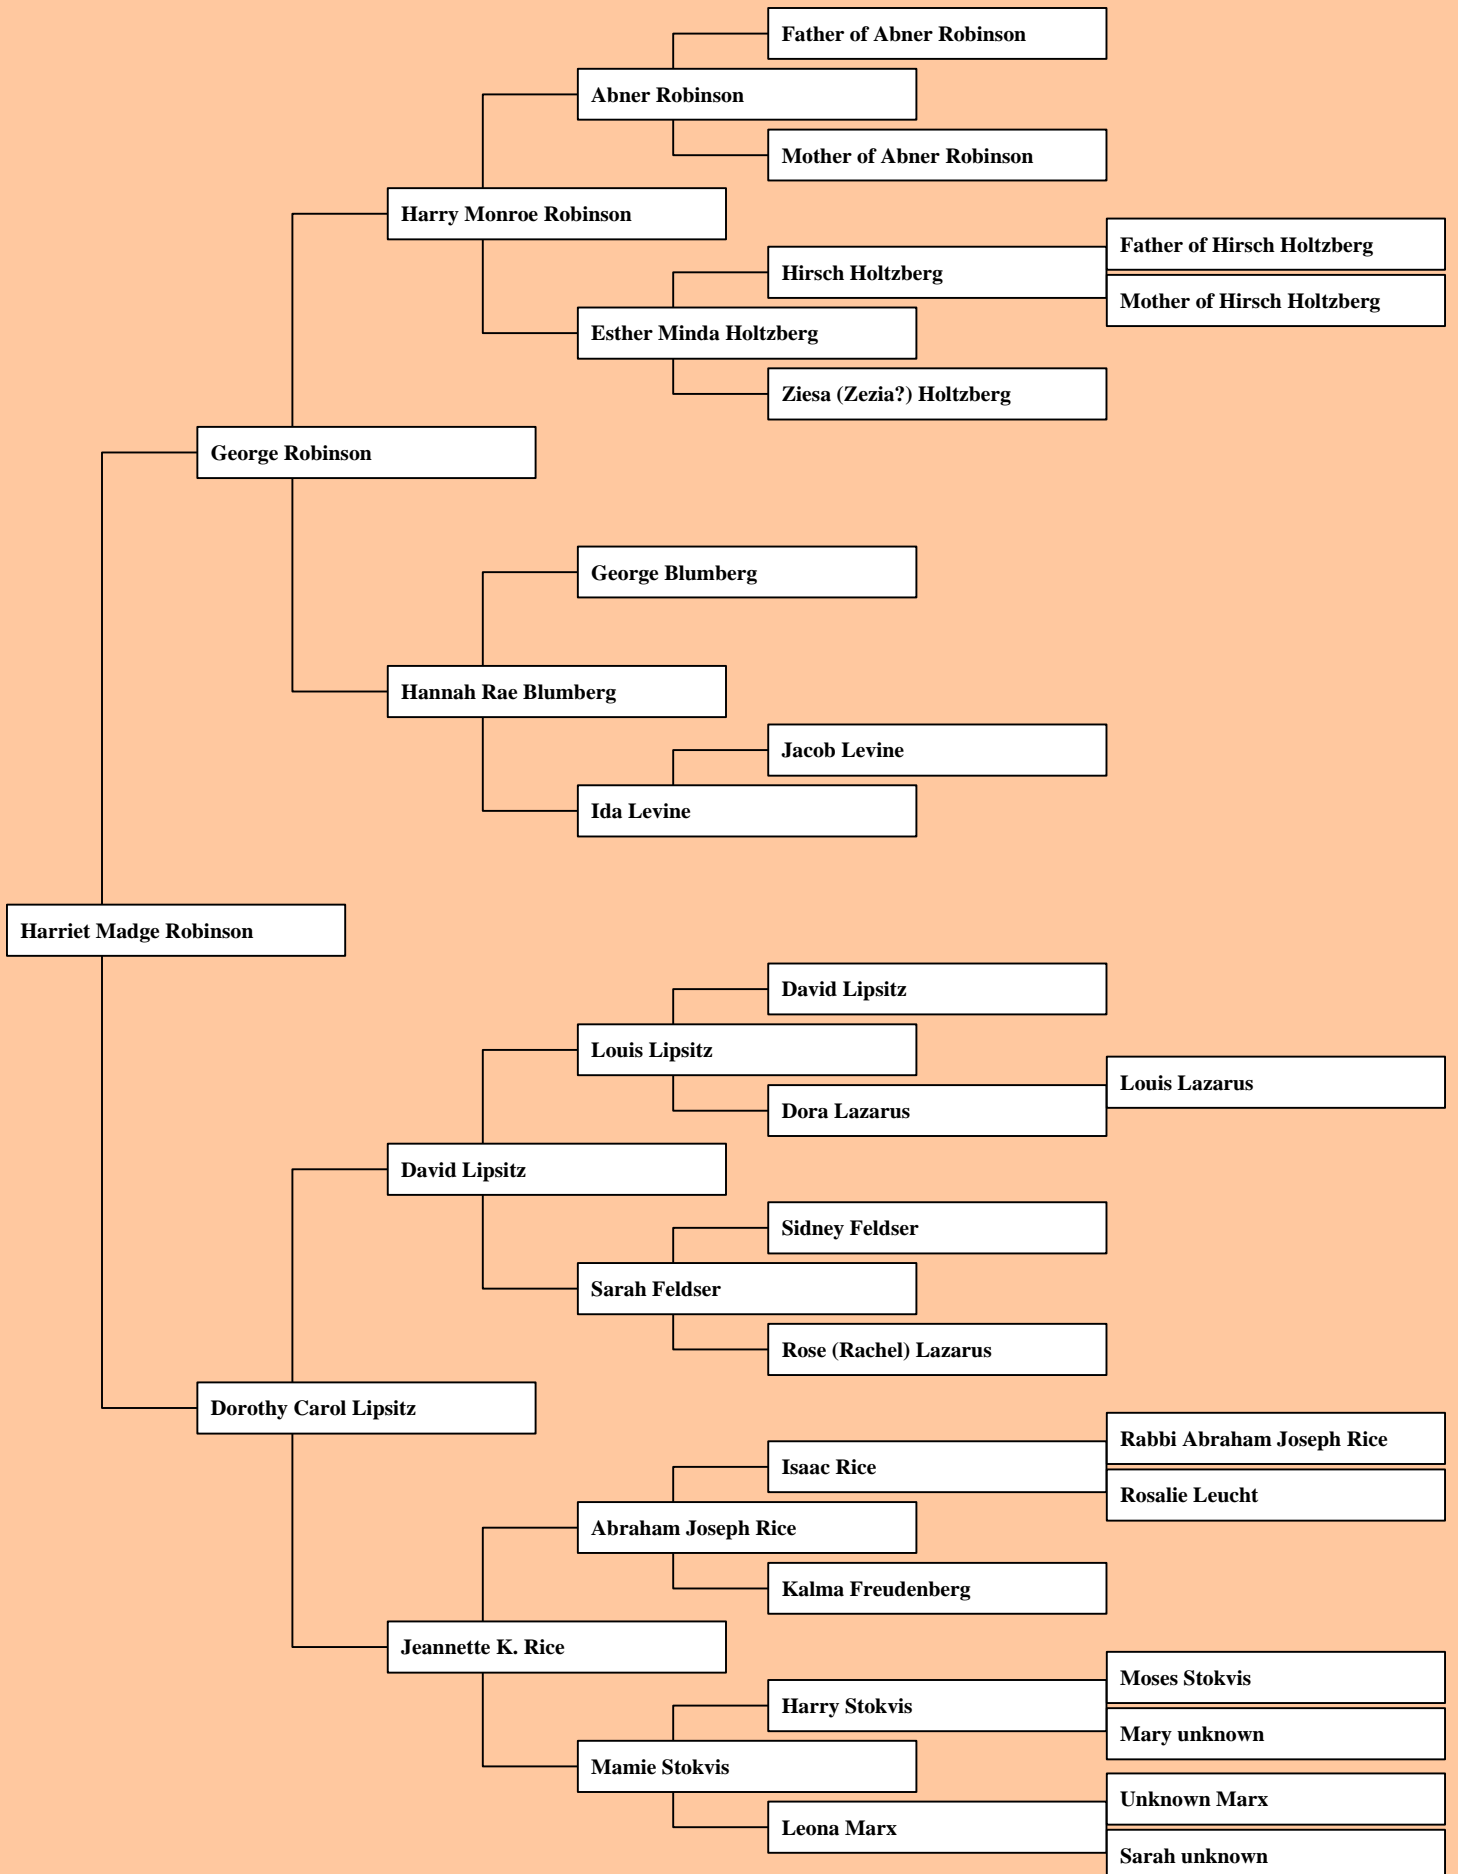 Father of Abner Robinson
Abner Robinson
Mother of Abner Robinson
Harry Monroe Robinson
Father of Hirsch Holtzberg
Hirsch Holtzberg
Mother of Hirsch Holtzberg
Esther Minda Holtzberg
Ziesa (Zezia?) Holtzberg
George Robinson
George Blumberg
Hannah Rae Blumberg
Jacob Levine
Ida Levine
Harriet Madge Robinson
David Lipsitz
Louis Lipsitz
Louis Lazarus
Dora Lazarus
David Lipsitz
Sidney Feldser
Sarah Feldser
Rose (Rachel) Lazarus
Dorothy Carol Lipsitz
Rabbi Abraham Joseph Rice
Isaac Rice
Rosalie Leucht
Abraham Joseph Rice
Kalma Freudenberg
Jeannette K. Rice
Moses Stokvis
Harry Stokvis
Mary unknown
Mamie Stokvis
Unknown Marx
Leona Marx
Sarah unknown